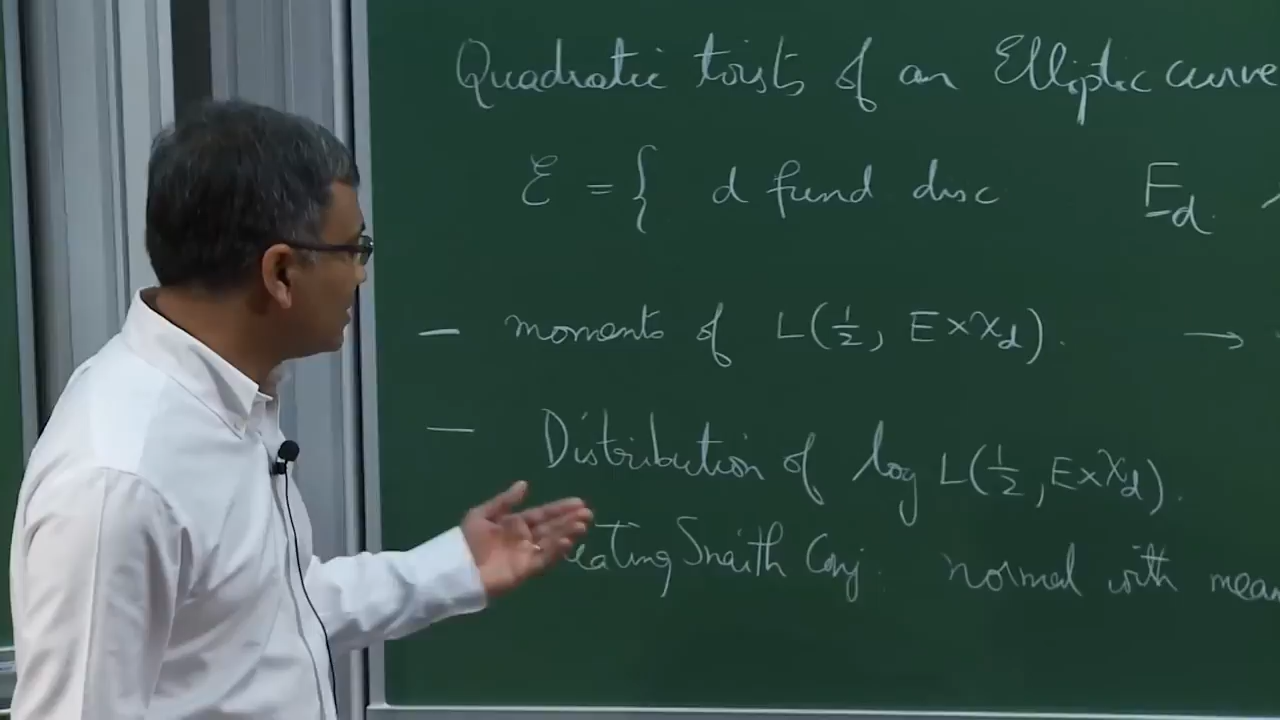 Quadratic twists of an Elliptic curve
ℰ = { d fund disc E_d
— moments of L(1/2, E×χ_d). →
— Distribution of log L(1/2, E×χ_d).
eating Snaith Conj. normal with mean